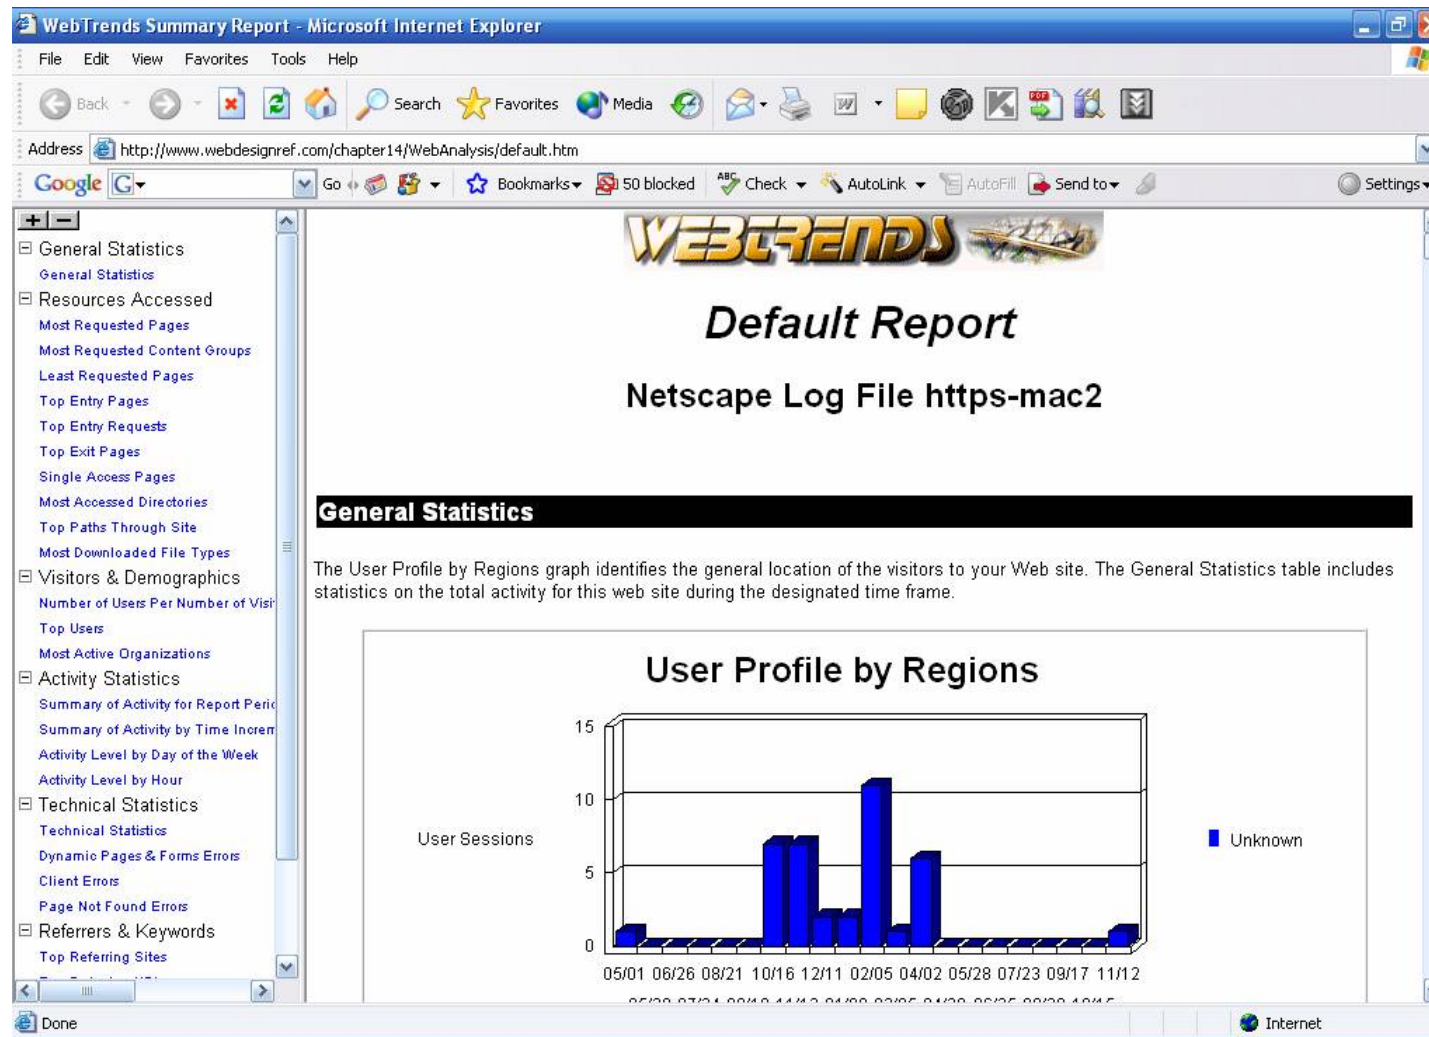 WebTrends Summary Report - Microsoft Internet Explorer
File Edit View Favorites Tools Help
Back Search Favorites Media
Address http://www.webdesignref.com/chapter14/WebAnalysis/default.htm
Google G Go Bookmarks 50 blocked ABC Check AutoLink AutoFill PDF Send to Settings
+ -
General Statistics
General Statistics
Resources Accessed
Most Requested Pages
Most Requested Content Groups
Least Requested Pages
Top Entry Pages
Top Entry Requests
Top Exit Pages
Single Access Pages
Most Accessed Directories
Top Paths Through Site
Most Downloaded File Types
Visitors & Demographics
Number of Users Per Number of Visi
Top Users
Most Active Organizations
Activity Statistics
Summary of Activity for Report Peri
Summary of Activity by Time Increm
Activity Level by Day of the Week
Activity Level by Hour
Technical Statistics
Technical Statistics
Dynamic Pages & Forms Errors
Client Errors
Page Not Found Errors
Referrers & Keywords
Top Referring Sites
WEBTRENDS
Default Report
Netscape Log File https-mac2
General Statistics
The User Profile by Regions graph identifies the general location of the visitors to your Web site. The General Statistics table includes
statistics on the total activity for this web site during the designated time frame.
User Profile by Regions
15
10
User Sessions
Unknown
5
0
05/01 06/26 08/21 10/16 12/11 02/05 04/02 05/28 07/23 09/17 11/12
Done
Internet